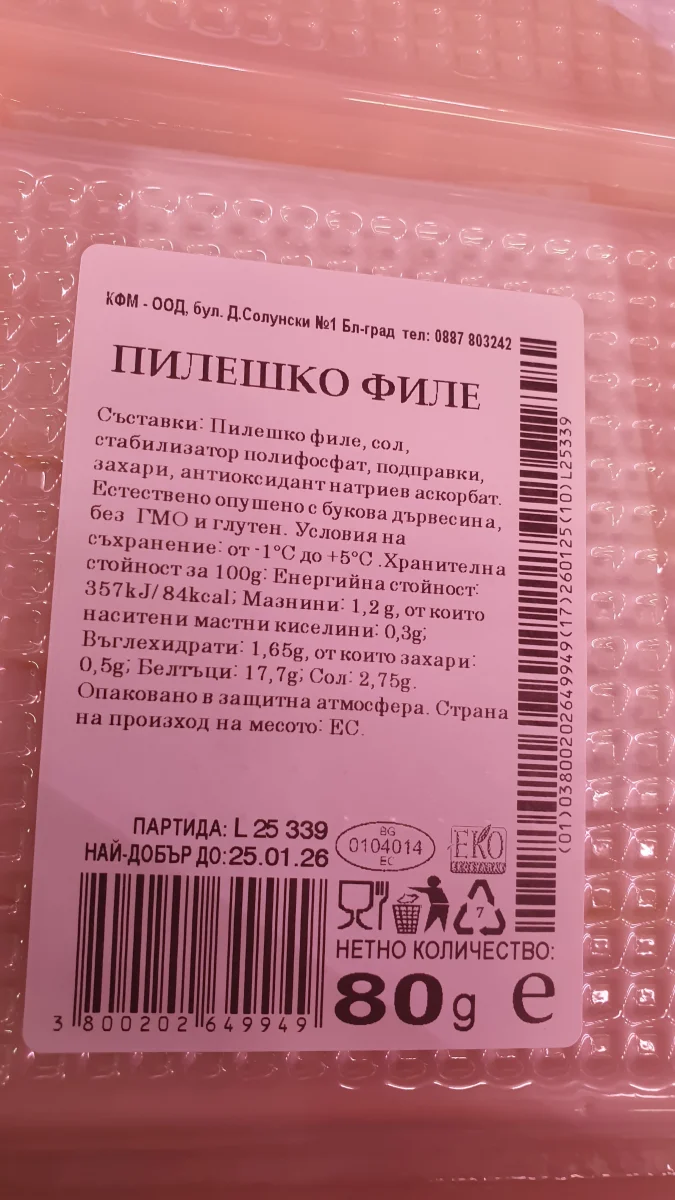 КФМ - ООД, бул. Д.Солунски №1 Бл-град тел: 0887 803242
ПИЛЕШКО ФИЛЕ
Съставки: Пилешко филе, сол,
стабилизатор полифосфат, подправки,
захари, антиоксидант натриев аскорбат.
Естествено опушено с букова дървесина,
без ГМО и глутен. Условия на
съхранение: от -1°C до +5°C .Хранителна
стойност за 100g: Енергийна стойност:
357kJ/ 84kcal; Мазнини: 1,2 g, от които
наситени мастни киселини: 0,3g;
Въглехидрати: 1,65g, от които захари:
0,5g; Белтъци: 17,7g; Сол: 2,75g.
Опаковано в защитна атмосфера. Страна
на произход на месото: ЕС.
ПАРТИДА: L 25 339
НАЙ-ДОБЪР ДО: 25.01.26
BG
0104014
EC
EKO
7
НЕТНО КОЛИЧЕСТВО:
80g e
3 800202 649949
(01)03800202649949(17)260125(10)L25339